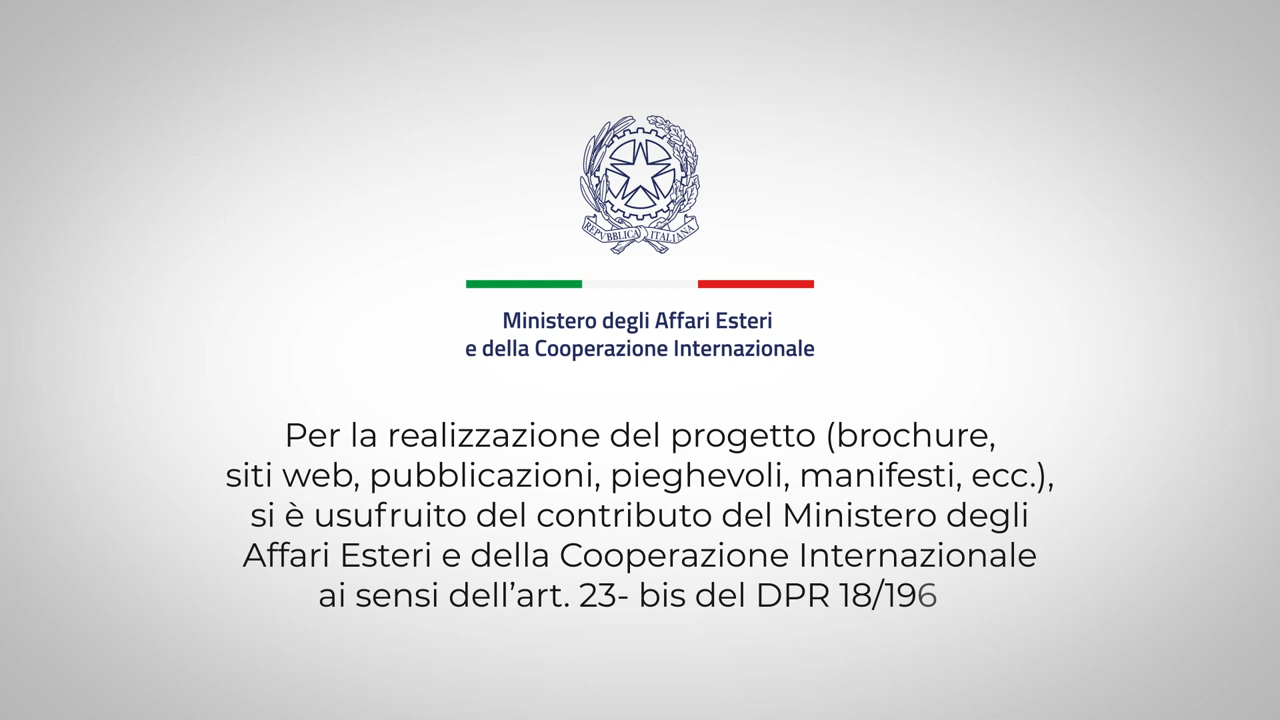 REPVBBLICA ITALIANA
Ministero degli Affari Esteri
e della Cooperazione Internazionale
Per la realizzazione del progetto (brochure,
siti web, pubblicazioni, pieghevoli, manifesti, ecc.),
si è usufruito del contributo del Ministero degli
Affari Esteri e della Cooperazione Internazionale
ai sensi dell’art. 23- bis del DPR 18/196